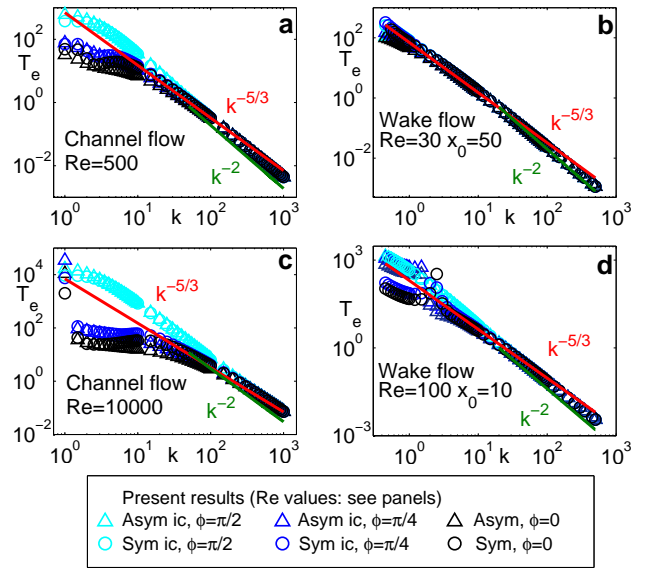 a
10^2
10^0
10^-2
T_e
k^-5/3
k^-2
Channel flow
Re=500
10^0 10^1 k 10^2 10^3
b
10^2
10^0
10^-2
T_e
k^-5/3
k^-2
Wake flow
Re=30 x_0=50
10^0 k 10^1 10^2 10^3
c
10^4
10^2
10^0
10^-2
T_e
k^-5/3
k^-2
Channel flow
Re=10000
10^0 10^1 k 10^2 10^3
d
10^3
10^0
10^-3
T_e
k^-5/3
k^-2
Wake flow
Re=100 x_0=10
10^0 k 10^1 10^2 10^3
Present results (Re values: see panels)
Asym ic, ϕ=π/2 Asym ic, ϕ=π/4 Asym, ϕ=0
Sym ic, ϕ=π/2 Sym ic, ϕ=π/4 Sym, ϕ=0